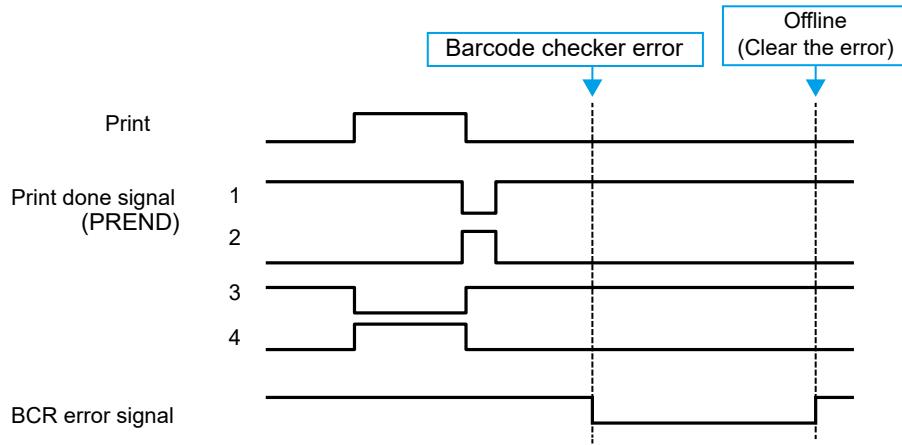 Offline
(Clear the error)
Barcode checker error
Print
Print done signal
(PREND)
1
2
3
4
BCR error signal